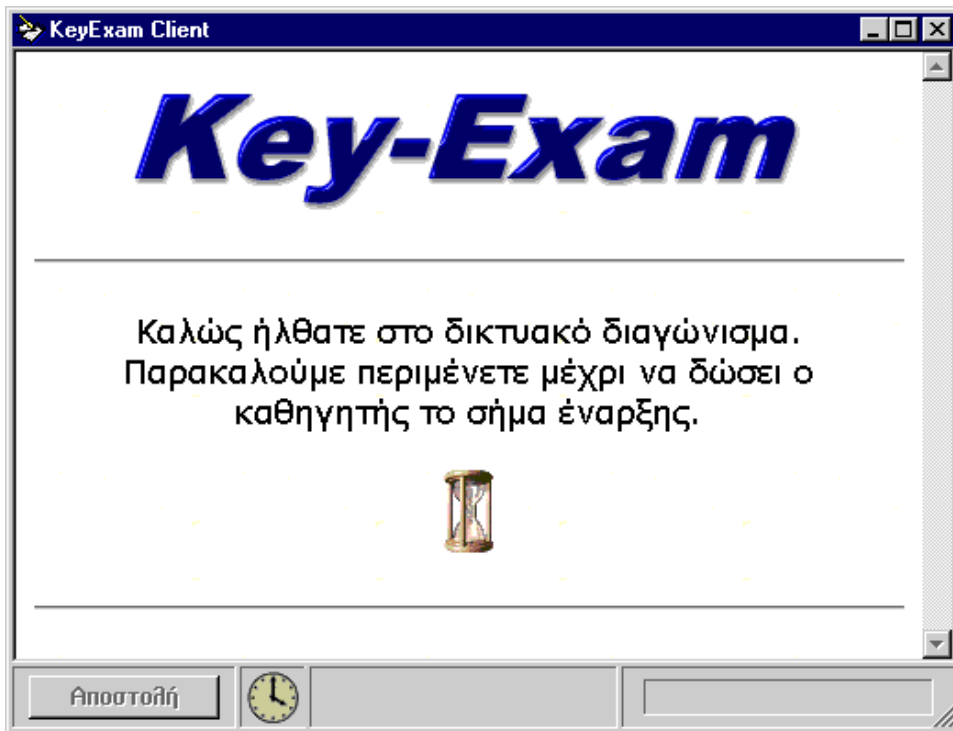 KeyExam Client
Key-Exam
Καλώς ήλθατε στο δικτυακό διαγώνισμα.
Παρακαλούμε περιμένετε μέχρι να δώσει ο
καθηγητής το σήμα έναρξης.
Αποστολή